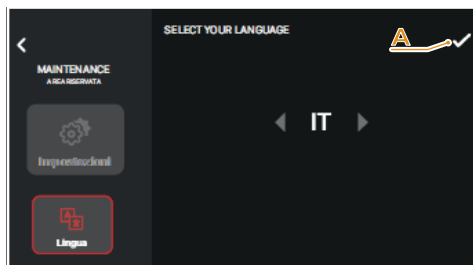 SELECT YOUR LANGUAGE
A
MAINTENANCE
AREA RISERVATA
IT
Impostazioni
Lingua